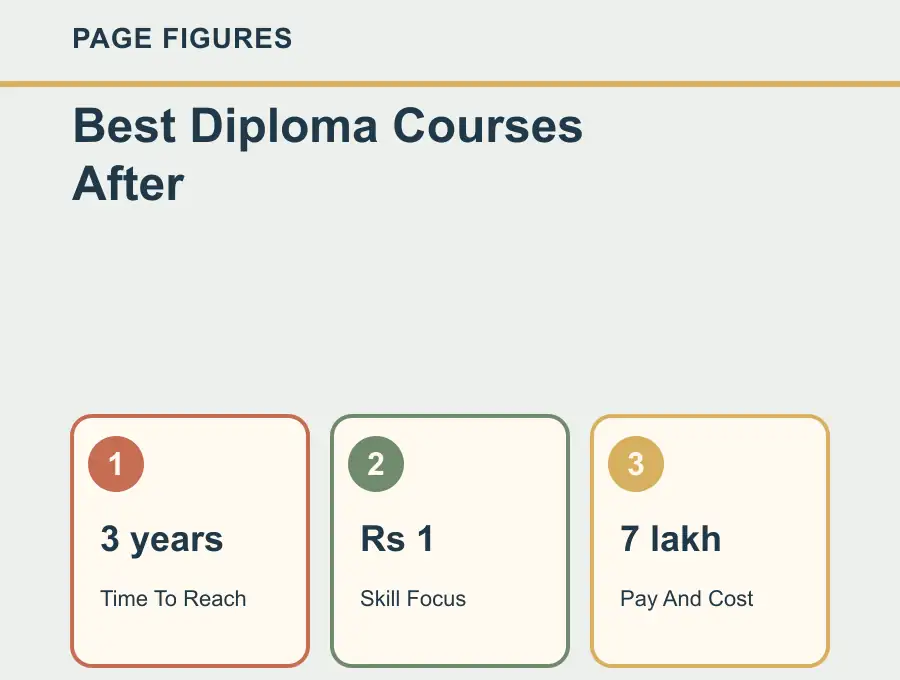 PAGE FIGURES
Best Diploma Courses
After
1
3 years
Time To Reach
2
Rs 1
Skill Focus
3
7 lakh
Pay And Cost